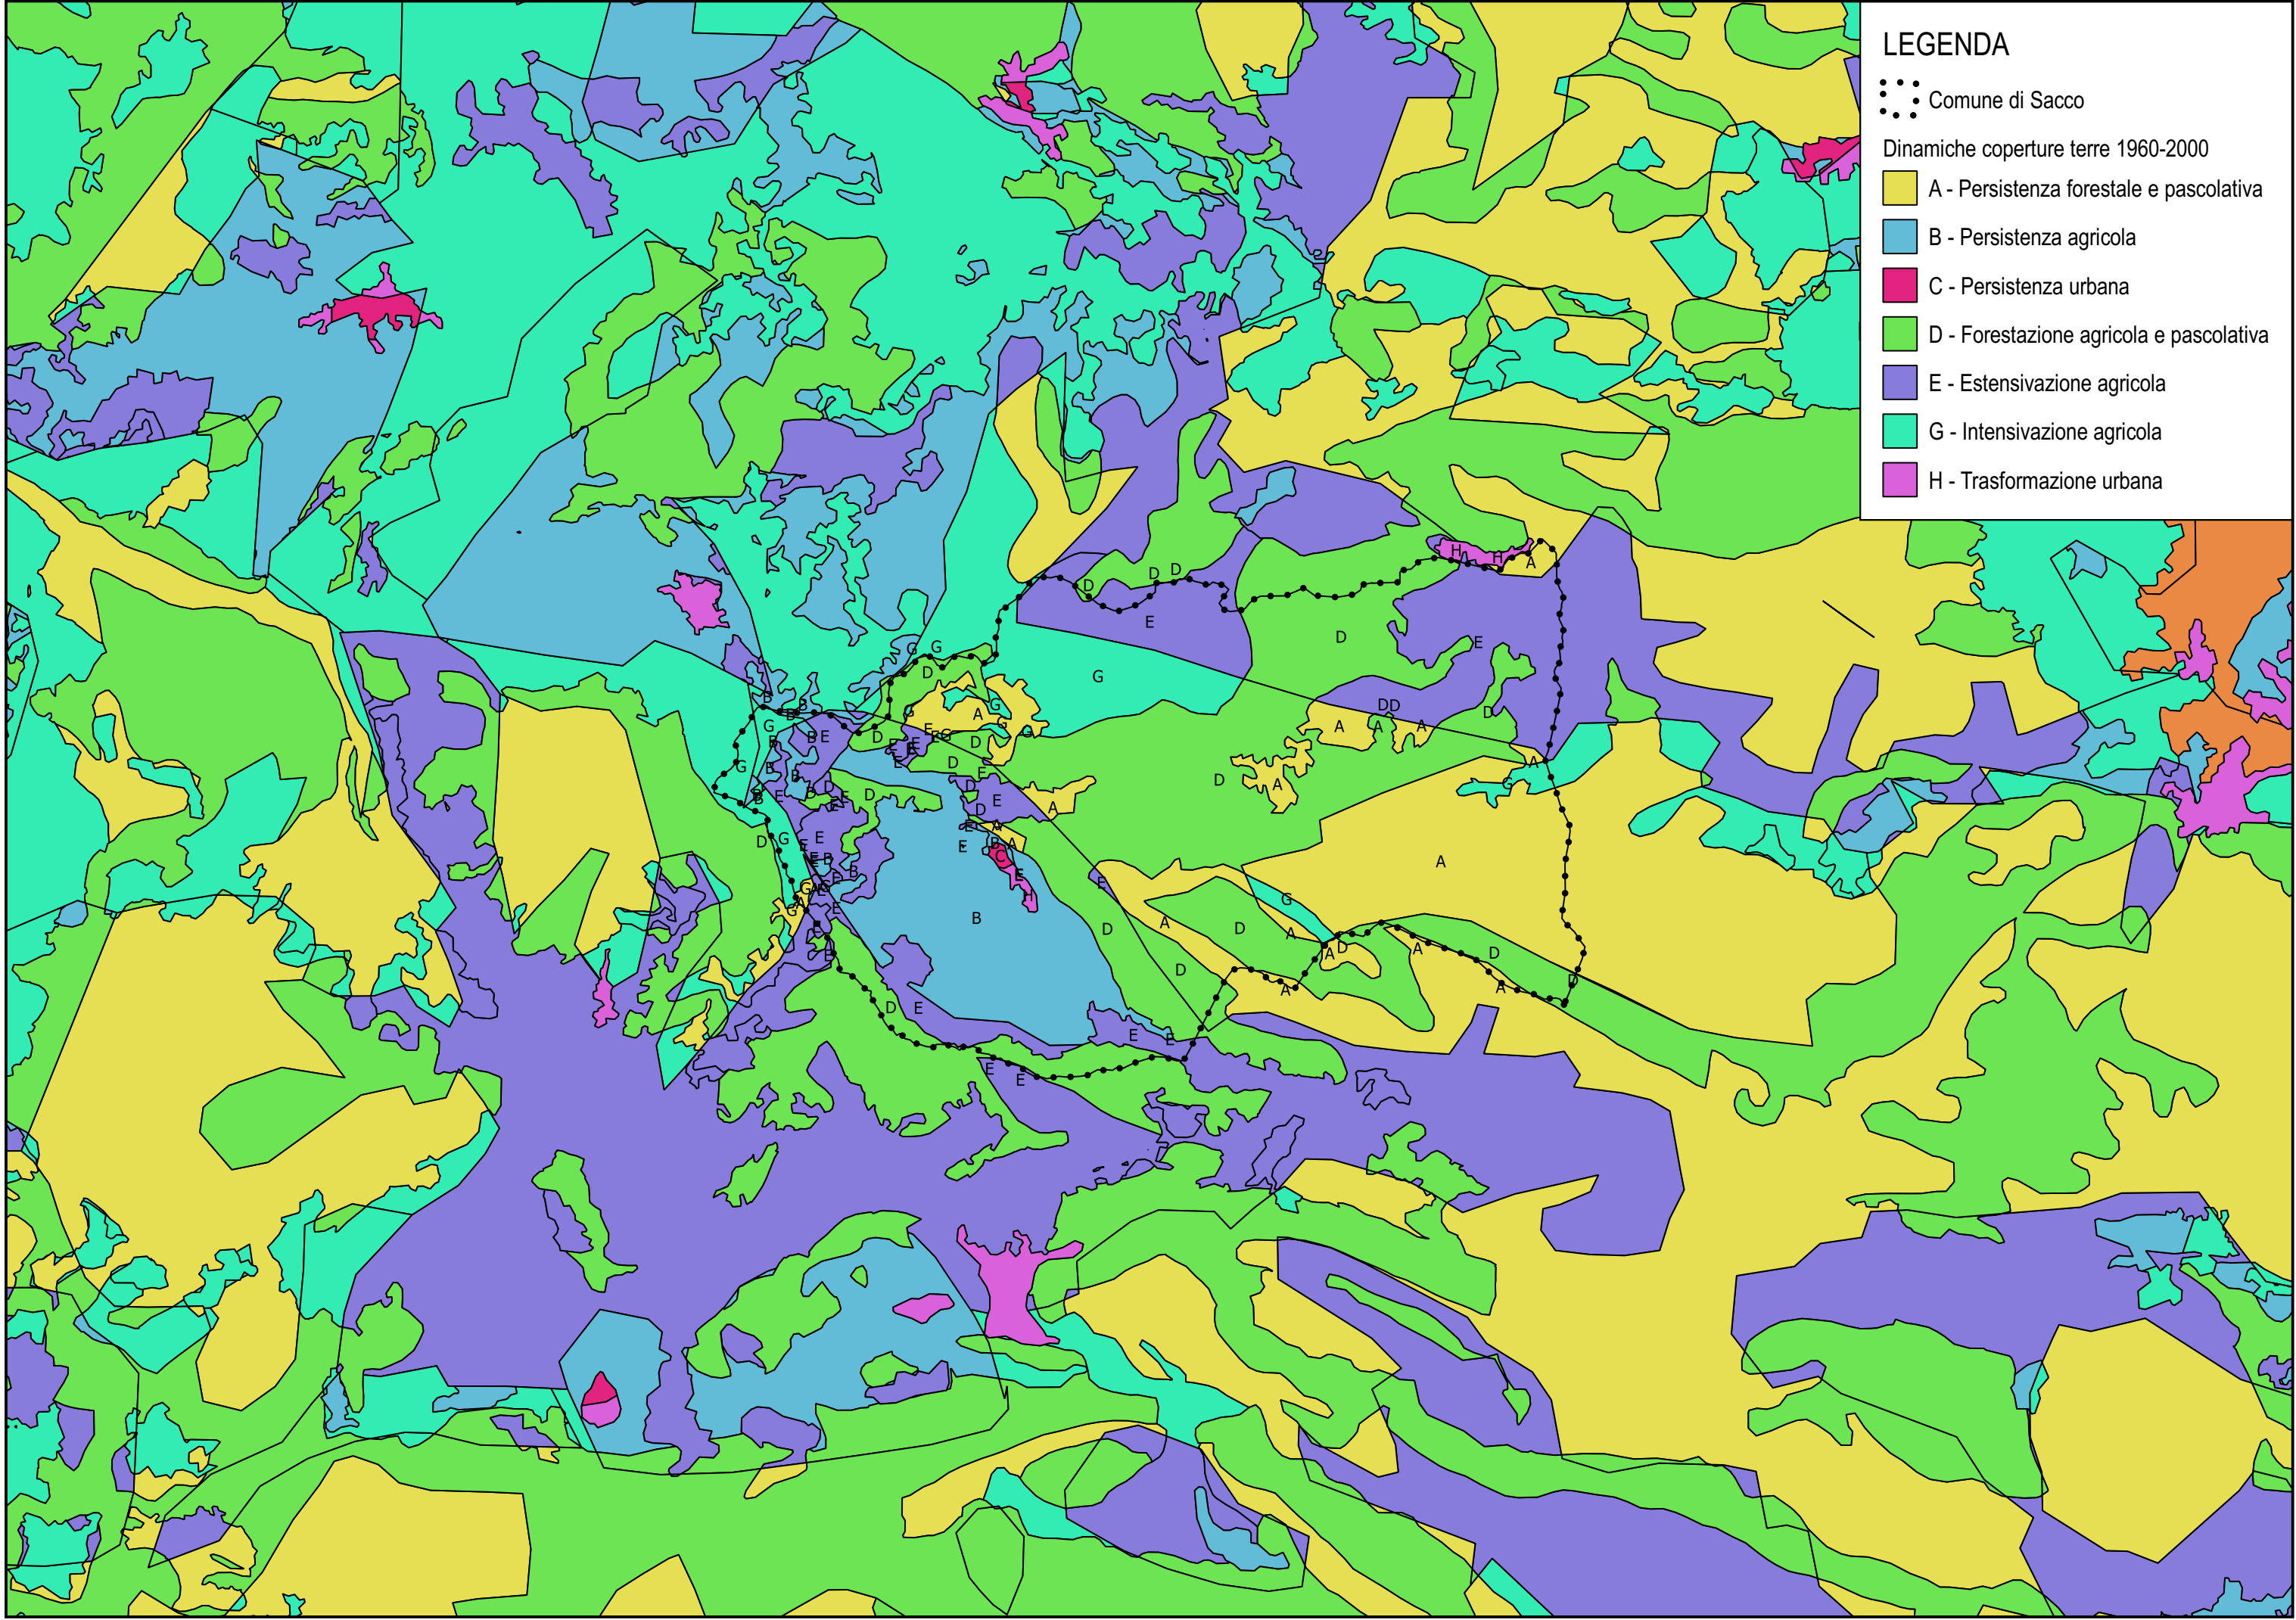 LEGENDA
Comune di Sacco
Dinamiche coperture terre 1960-2000
A - Persistenza forestale e pascolativa
B - Persistenza agricola
C - Persistenza urbana
D - Forestazione agricola e pascolativa
E - Estensivazione agricola
G - Intensivazione agricola
H - Trasformazione urbana
H
H
A
D
D
D
E
D
E
G
G
G
D
DD
D
A
A
A
A
G
G
G
G
A
D
D
D
E
A
D
A
G
A
B
C
E
H
B
E
D
A
G
D
A
D
A
D
A
D
A
D
A
D
E
E
E
E
E
D